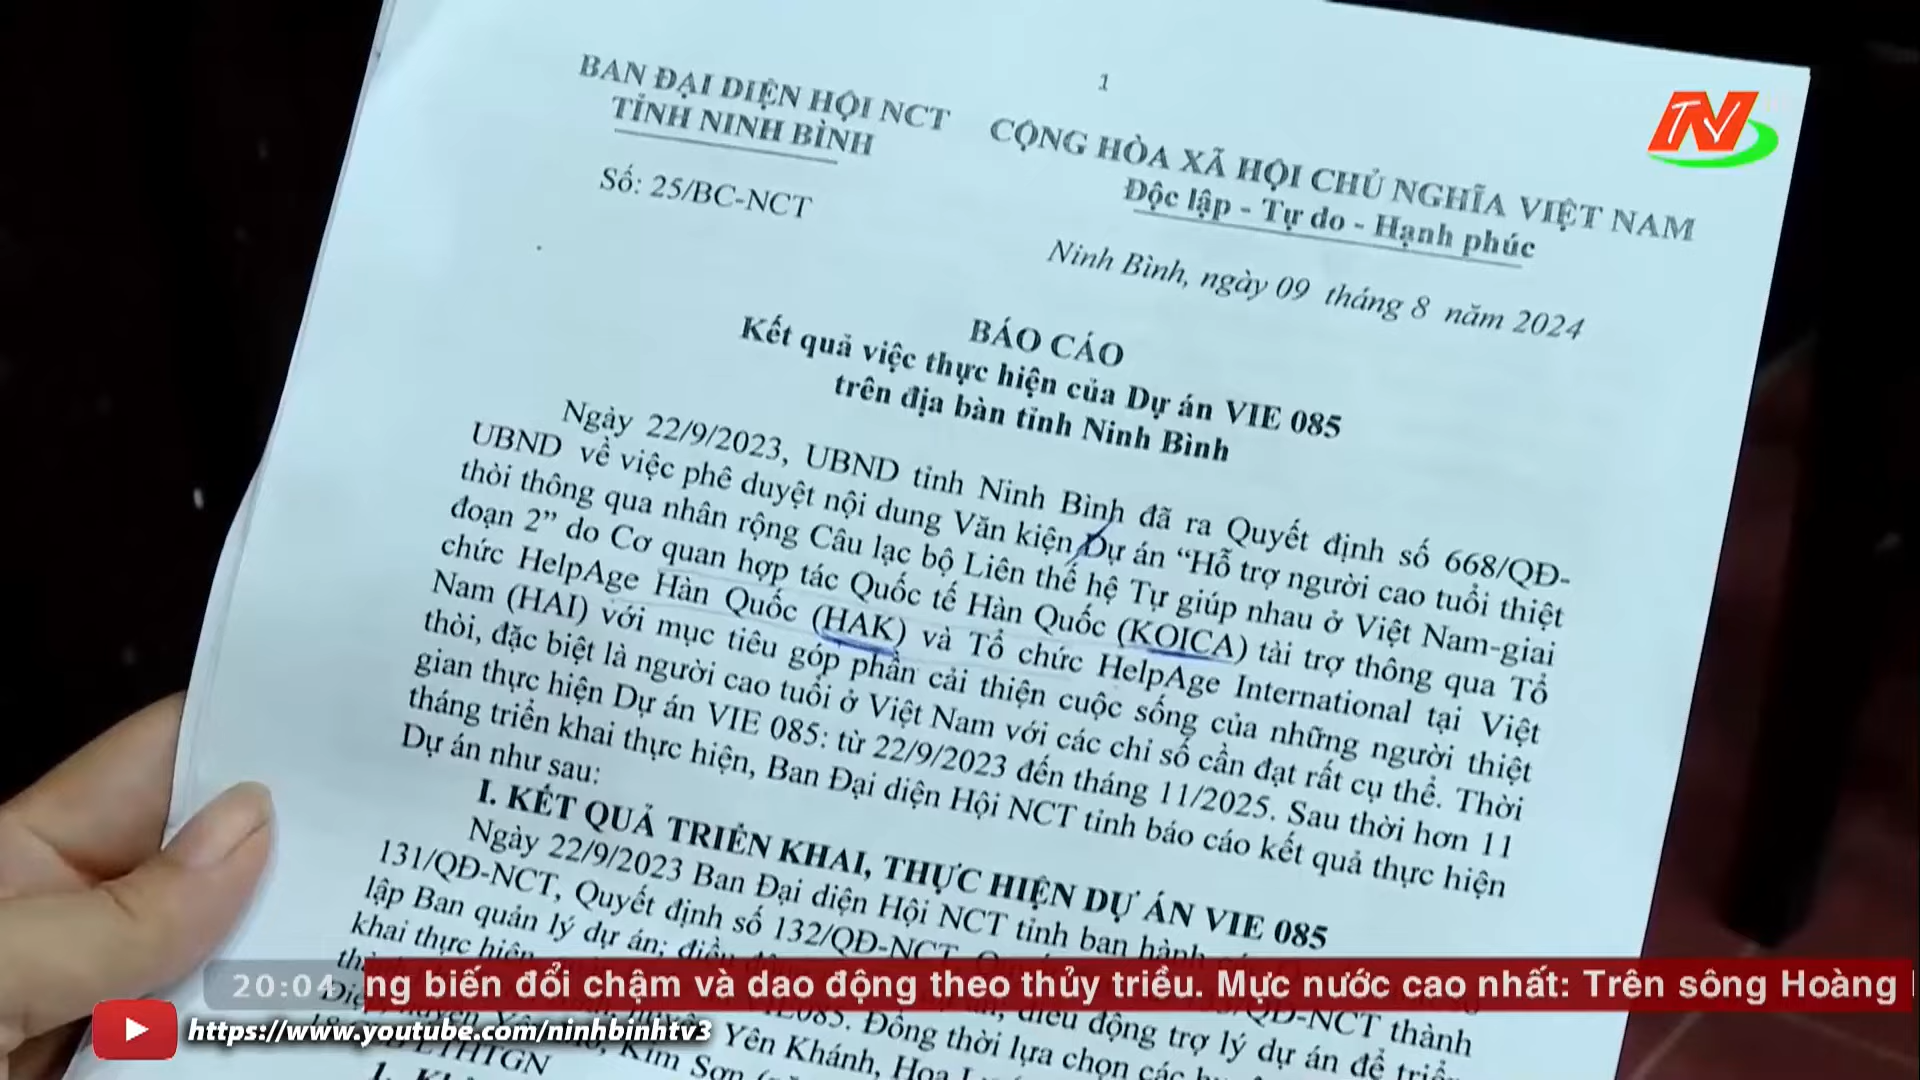 1
BAN ĐẠI DIỆN HỘI NCT
TỈNH NINH BÌNH
Số: 25/BC-NCT
CỘNG HÒA XÃ HỘI CHỦ NGHĨA VIỆT NAM
Độc lập - Tự do - Hạnh phúc
Ninh Bình, ngày 09 tháng 8 năm 2024
BÁO CÁO
Kết quả việc thực hiện của Dự án VIE 085
trên địa bàn tỉnh Ninh Bình
Ngày 22/9/2023, UBND tỉnh Ninh Bình đã ra Quyết định số 668/QĐ-
UBND về việc phê duyệt nội dung Văn kiện Dự án “Hỗ trợ người cao tuổi thiệt
thòi thông qua nhân rộng Câu lạc bộ Liên thế hệ Tự giúp nhau ở Việt Nam-giai
đoạn 2” do Cơ quan hợp tác Quốc tế Hàn Quốc (KOICA) tài trợ thông qua Tổ
chức HelpAge Hàn Quốc (HAK) và Tổ chức HelpAge International tại Việt
Nam (HAI) với mục tiêu góp phần cải thiện cuộc sống của những người thiệt
thòi, đặc biệt là người cao tuổi ở Việt Nam với các chỉ số cần đạt rất cụ thể. Thời
gian thực hiện Dự án VIE 085: từ 22/9/2023 đến tháng 11/2025. Sau thời hơn 11
tháng triển khai thực hiện, Ban Đại diện Hội NCT tỉnh báo cáo kết quả thực hiện
Dự án như sau:
I. KẾT QUẢ TRIỂN KHAI, THỰC HIỆN DỰ ÁN VIE 085
Ngày 22/9/2023 Ban Đại diện Hội NCT tỉnh ban hành
131/QĐ-NCT, Quyết định số 132/QĐ-NCT, /QĐ-NCT thành
lập Ban quản lý dự án; điều động trợ lý dự án để triển
khai thực hiện VIE085. Đồng thời lựa chọn các
Yên Khánh, Hoa
Kim Sơn
TV
20:04 ng biến đổi chậm và dao động theo thủy triều. Mực nước cao nhất: Trên sông Hoàng
https://www.youtube.com/ninhbinhtv3